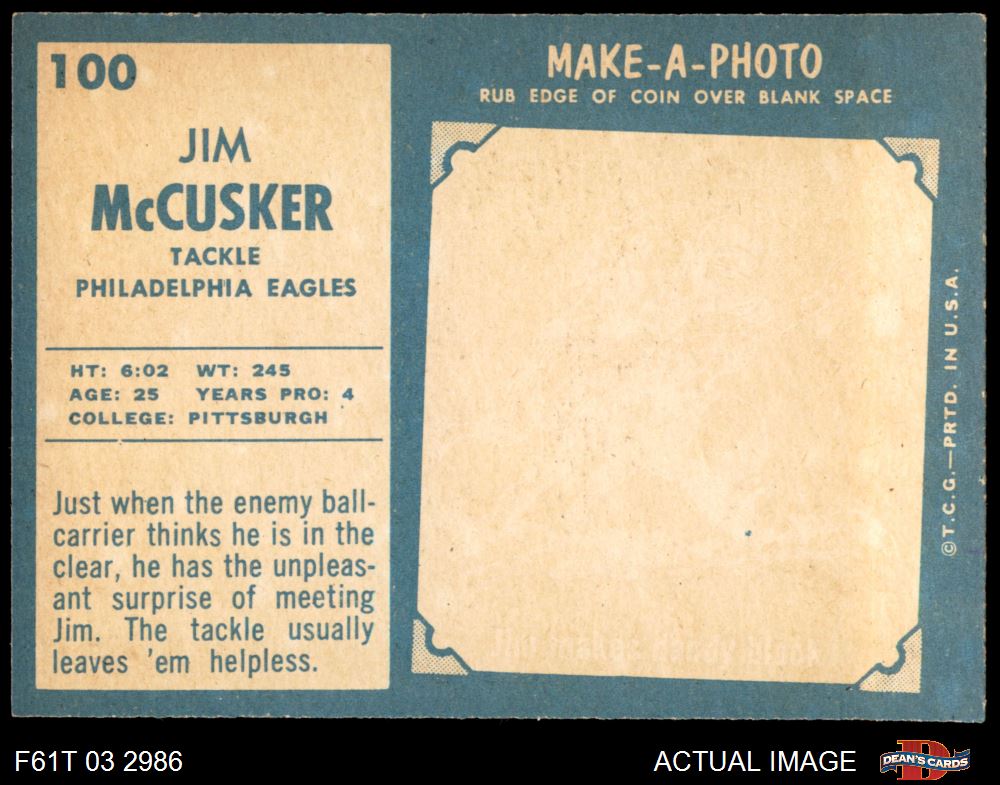 100
JIM
McCUSKER
TACKLE
PHILADELPHIA EAGLES
HT: 6:02 WT: 245
AGE: 25 YEARS PRO: 4
COLLEGE: PITTSBURGH
Just when the enemy ball-
carrier thinks he is in the
clear, he has the unpleas-
ant surprise of meeting
Jim. The tackle usually
leaves 'em helpless.
MAKE-A-PHOTO
RUB EDGE OF COIN OVER BLANK SPACE
©T.C.G.—PRTD. IN U.S.A.
F61T 03 2986
ACTUAL IMAGE
D
DEAN'S CARDS